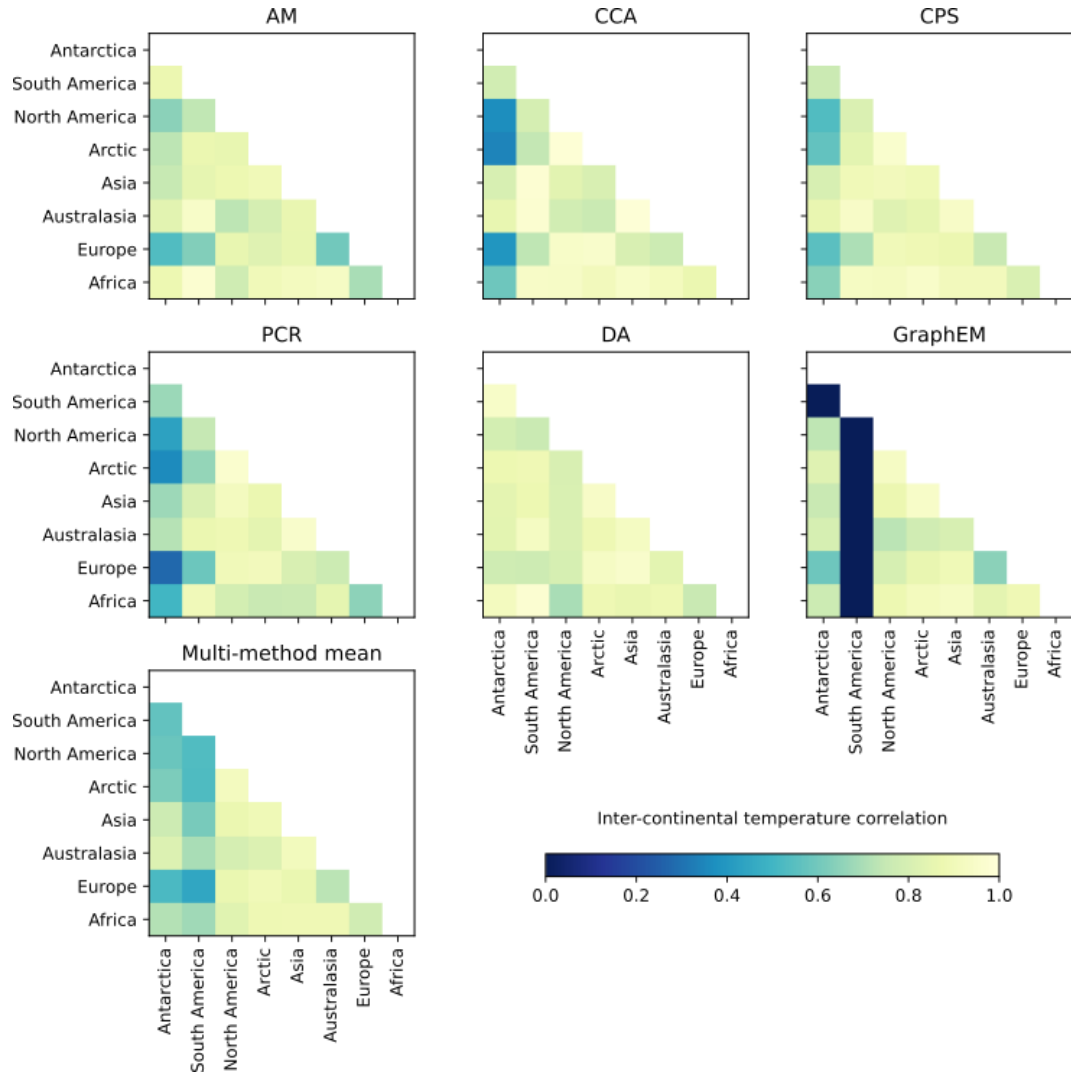 AM
CCA
CPS
Antarctica
South America
North America
Arctic
Asia
Australasia
Europe
Africa
PCR
DA
GraphEM
Antarctica
South America
North America
Arctic
Asia
Australasia
Europe
Africa
Antarctica
South America
North America
Arctic
Asia
Australasia
Europe
Africa
Antarctica
South America
North America
Arctic
Asia
Australasia
Europe
Africa
Multi-method mean
Antarctica
South America
North America
Arctic
Asia
Australasia
Europe
Africa
Antarctica
South America
North America
Arctic
Asia
Australasia
Europe
Africa
Inter-continental temperature correlation
0.0 0.2 0.4 0.6 0.8 1.0